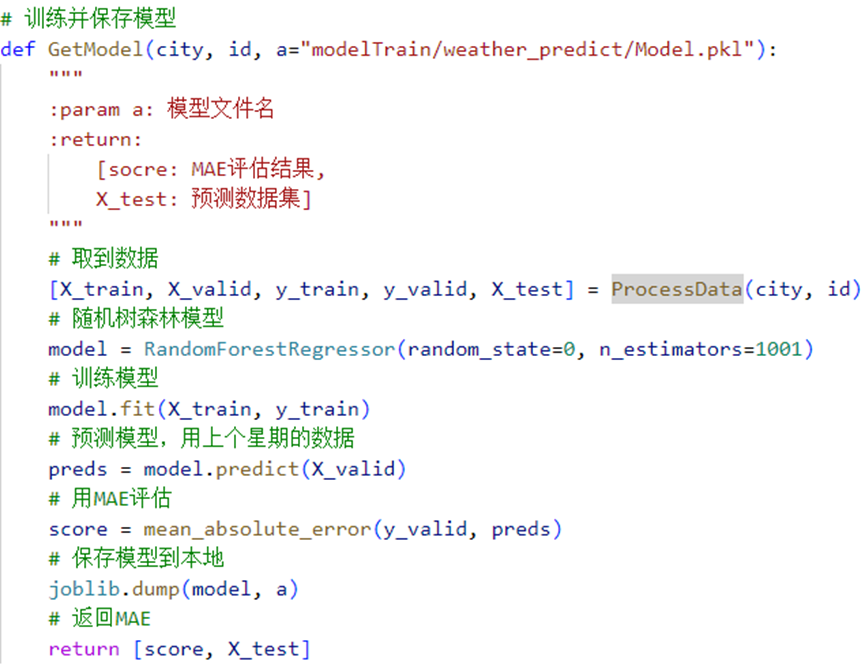 # 训练并保存模型
def GetModel(city, id, a="modelTrain/weather_predict/Model.pkl"):
"""
:param a: 模型文件名
:return:
[socre: MAE评估结果,
X_test: 预测数据集]
"""
# 取到数据
[X_train, X_valid, y_train, y_valid, X_test] = ProcessData(city, id)
# 随机树森林模型
model = RandomForestRegressor(random_state=0, n_estimators=1001)
# 训练模型
model.fit(X_train, y_train)
# 预测模型，用上个星期的数据
preds = model.predict(X_valid)
# 用MAE评估
score = mean_absolute_error(y_valid, preds)
# 保存模型到本地
joblib.dump(model, a)
# 返回MAE
return [score, X_test]